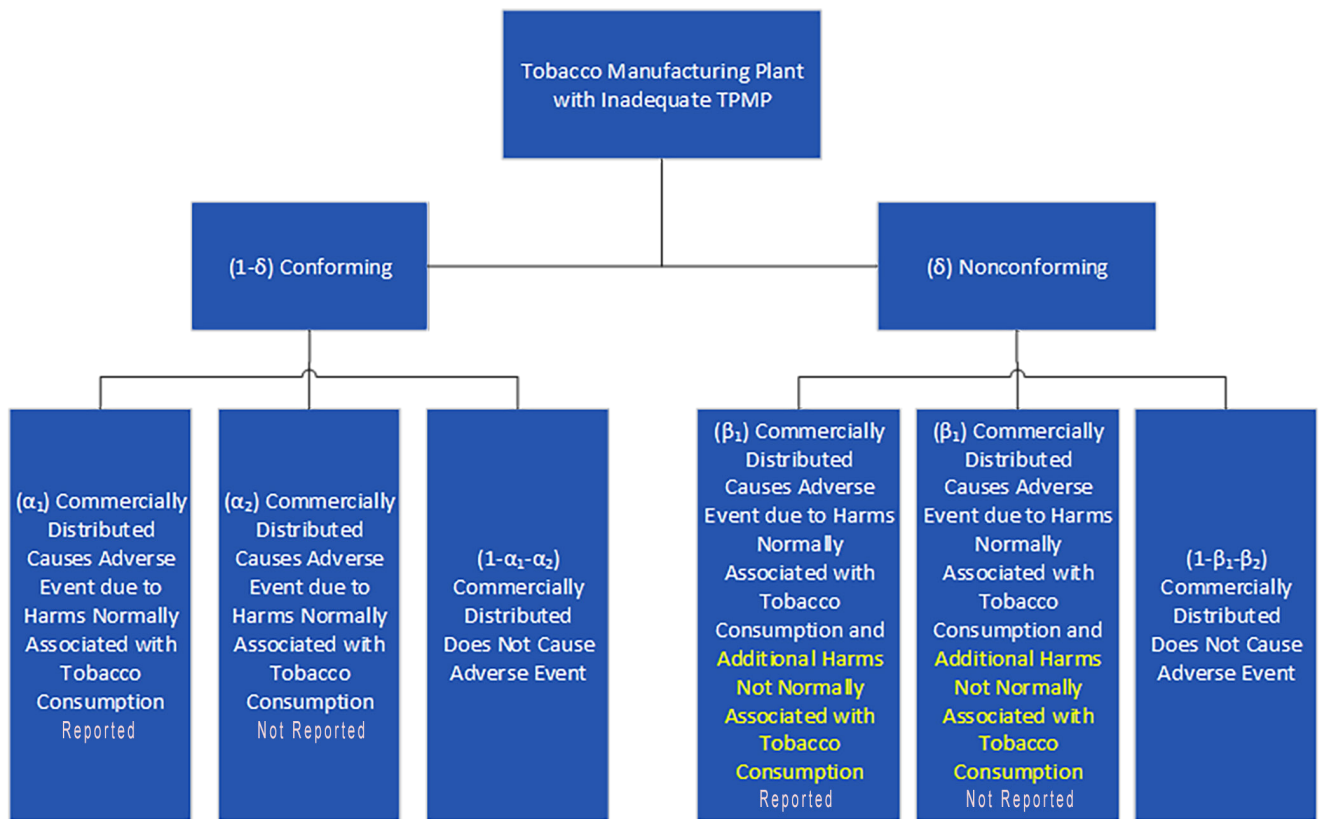 Tobacco Manufacturing Plant
with Inadequate TPMP
(1-δ) Conforming
(δ) Nonconforming
(α₁) Commercially
Distributed
Causes Adverse
Event due to
Harms Normally
Associated with
Tobacco
Consumption
Reported
(α₂) Commercially
Distributed
Causes Adverse
Event due to
Harms Normally
Associated with
Tobacco
Consumption
Not Reported
(1-α₁-α₂)
Commercially
Distributed
Does Not Cause
Adverse Event
(β₁) Commercially
Distributed
Causes Adverse
Event due to Harms
Normally
Associated with
Tobacco
Consumption and
Additional Harms
Not Normally
Associated with
Tobacco
Consumption
Reported
(β₁) Commercially
Distributed
Causes Adverse
Event due to Harms
Normally
Associated with
Tobacco
Consumption and
Additional Harms
Not Normally
Associated with
Tobacco
Consumption
Not Reported
(1-β₁-β₂)
Commercially
Distributed
Does Not Cause
Adverse Event